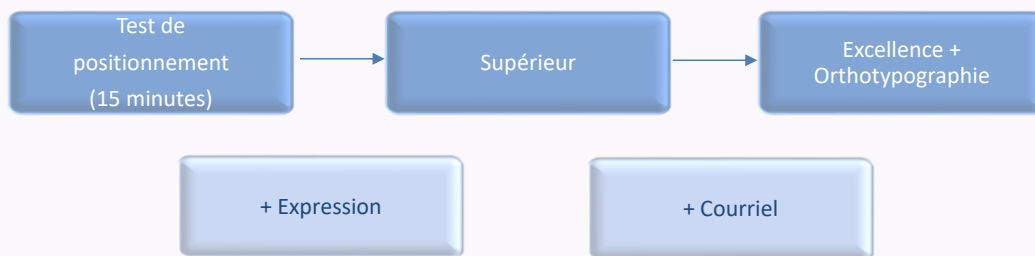 Test de
positionnement
(15 minutes)
Supérieur
Excellence +
Orthotypographie
+ Expression
+ Courriel